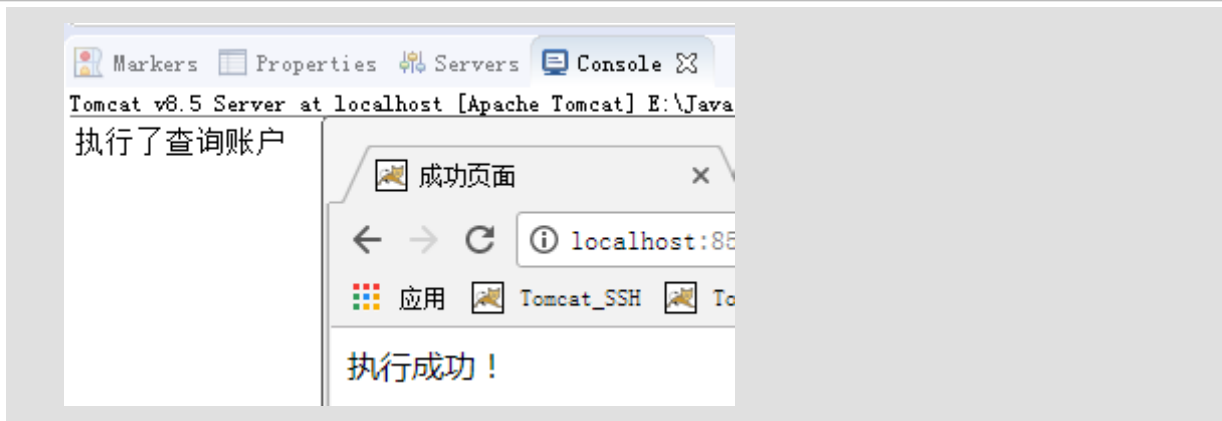 Markers Properties Servers Console
Tomcat v8.5 Server at localhost [Apache Tomcat] E:\Java
执行了查询账户
成功页面
localhost:85
应用 Tomcat_SSH To
执行成功！